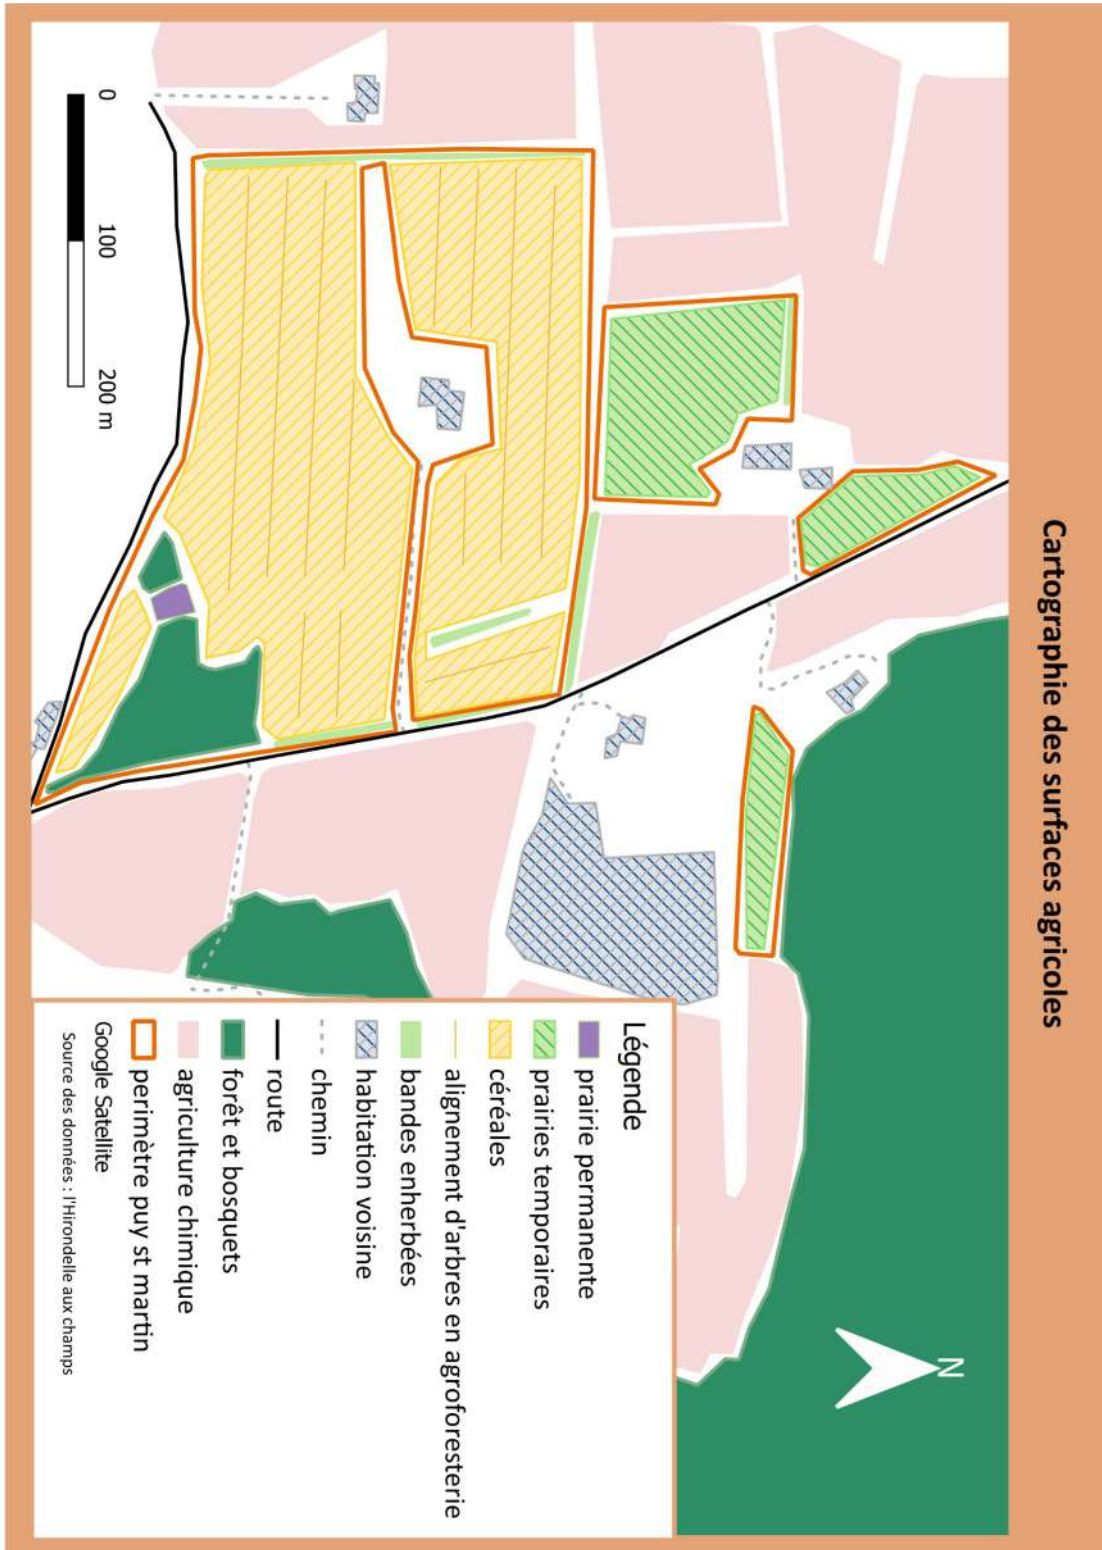 Cartographie des surfaces agricoles
N
0
100
200 m
Légende
prairie permanente
prairies temporaires
céréales
alignement d'arbres en agroforesterie
bandes enherbées
habitation voisine
chemin
route
forêt et bosquets
agriculture chimique
perimètre puy st martin
Google Satellite
Source des données : l'Hirondelle aux champs